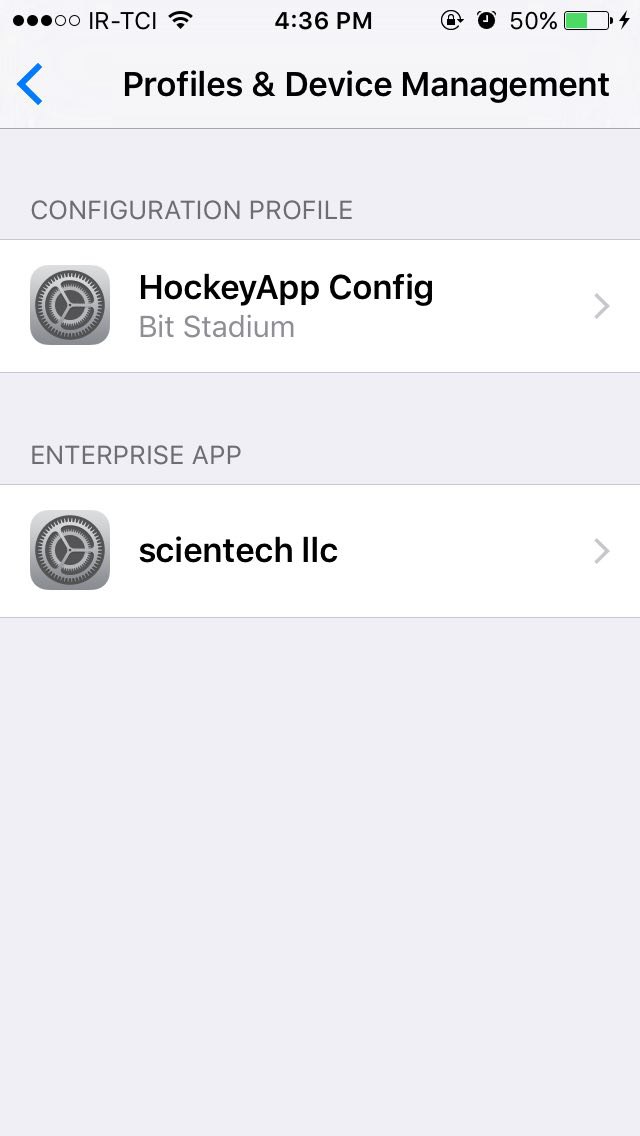 IR-TCI 4:36 PM 50%
Profiles & Device Management
CONFIGURATION PROFILE
HockeyApp Config
Bit Stadium
ENTERPRISE APP
scientech llc